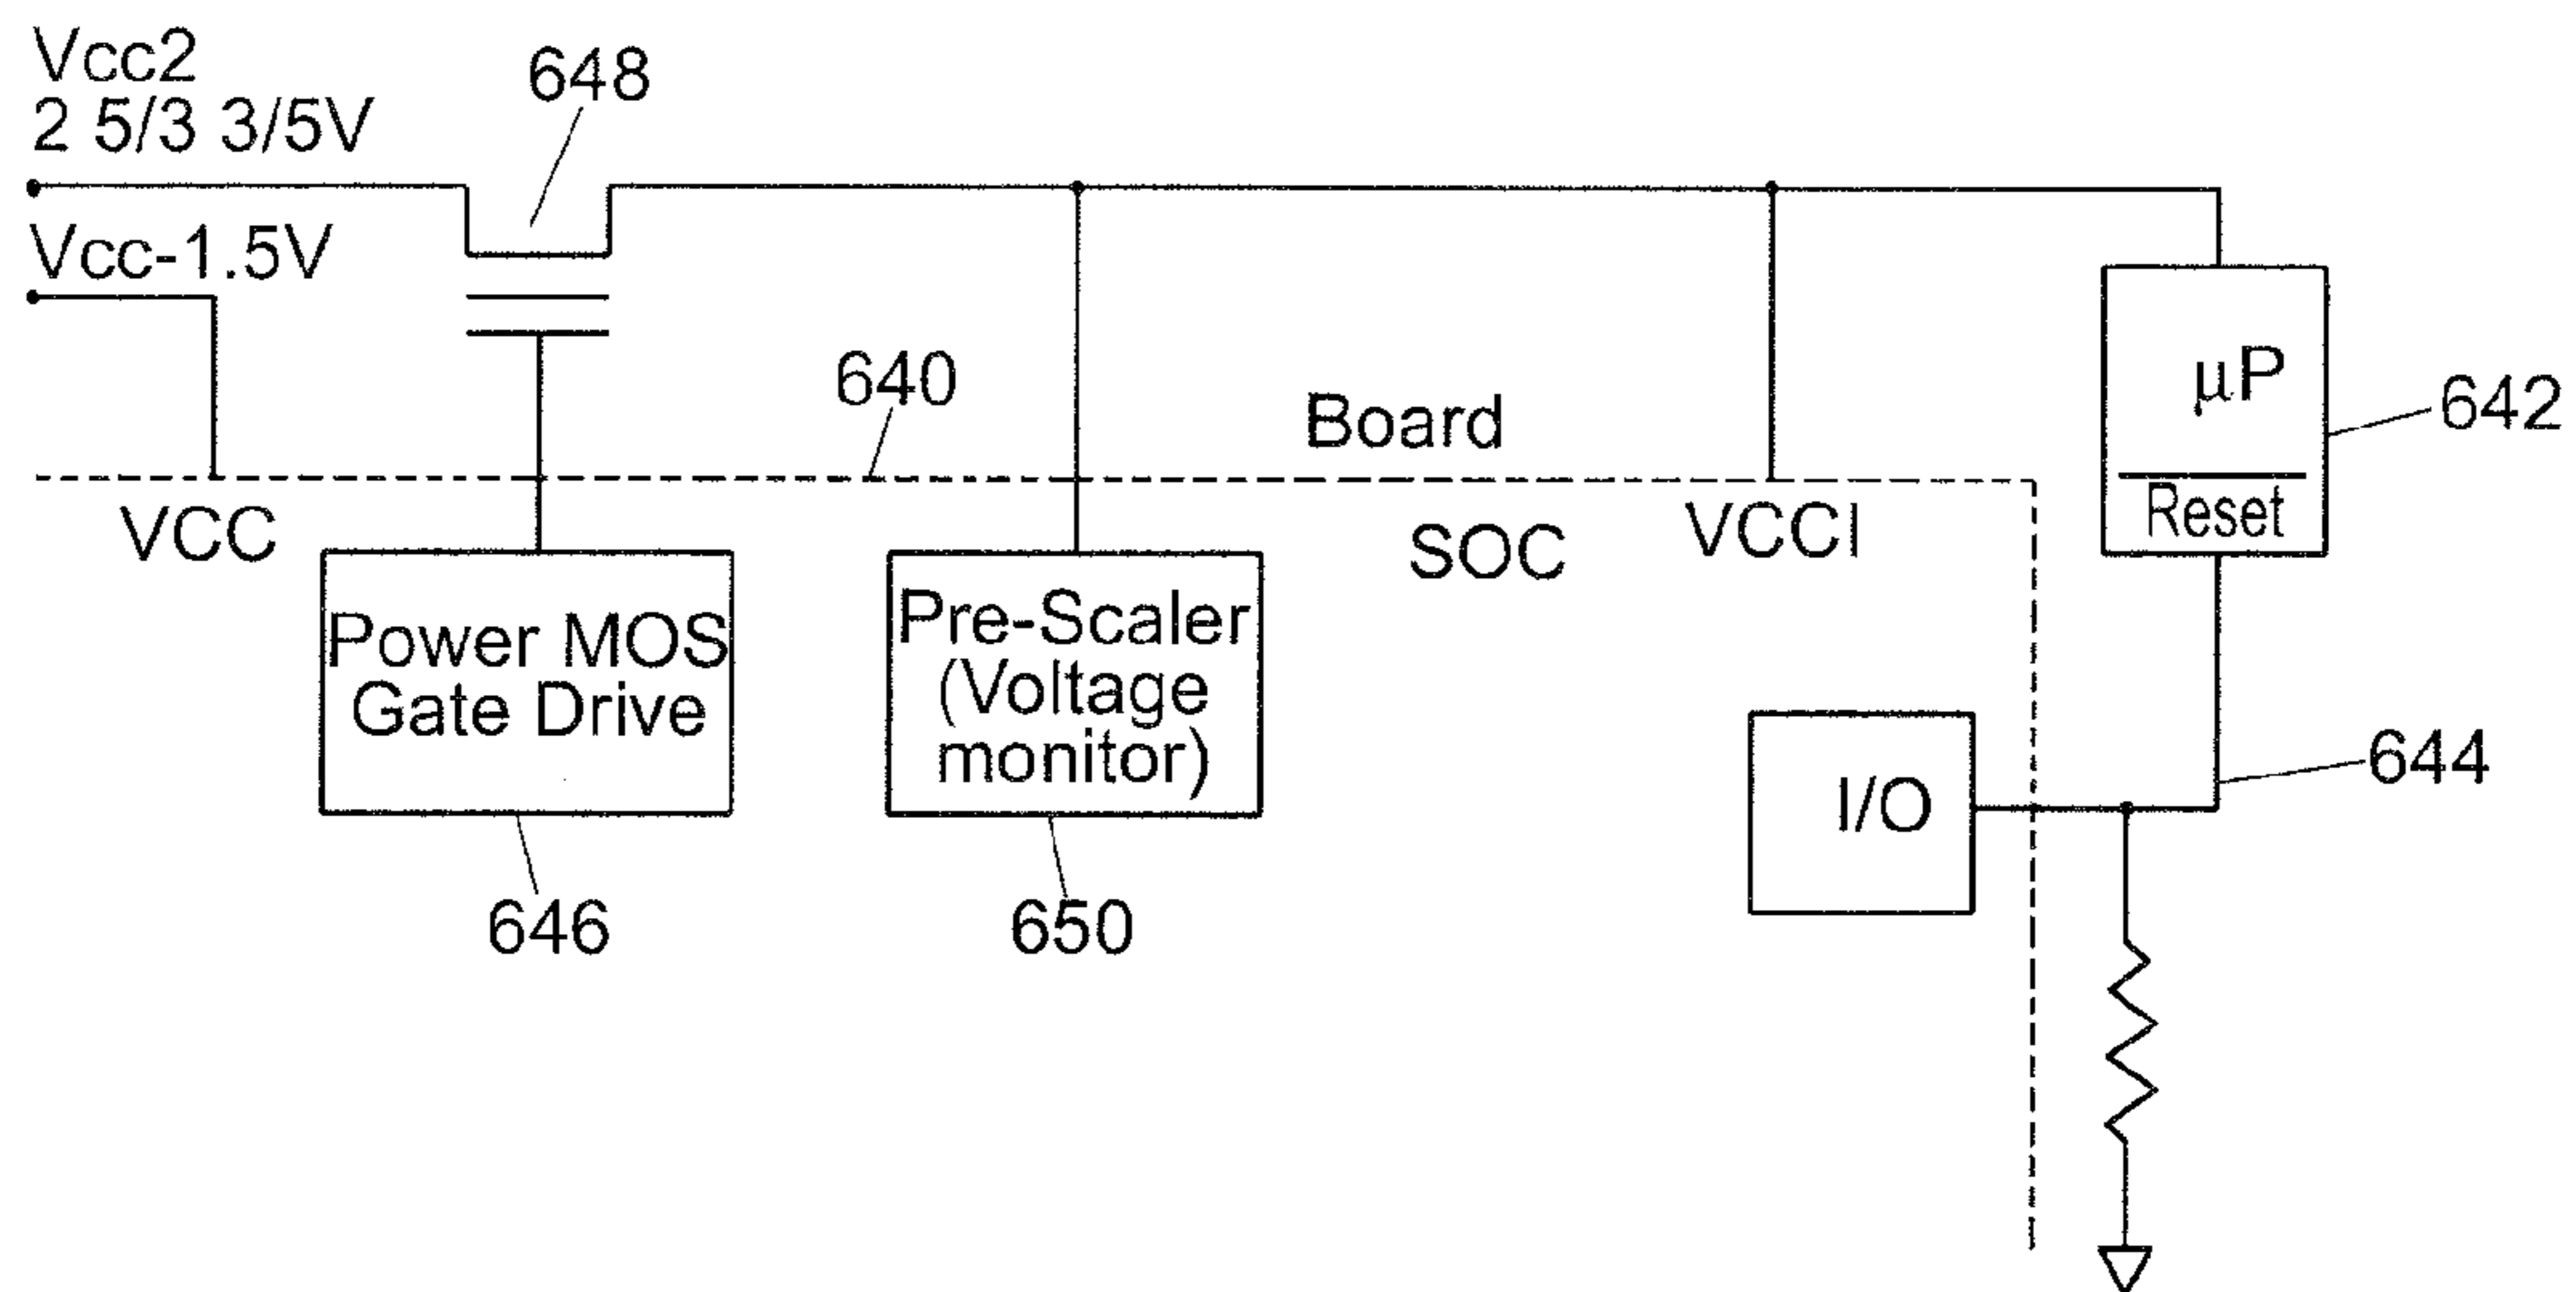 Vcc2
2 5/3 3/5V
648
Vcc-1.5V
640
Board
μP
642
Reset
VCC
SOC
VCCI
Power MOS
Gate Drive
Pre-Scaler
(Voltage
monitor)
I/O
644
646
650